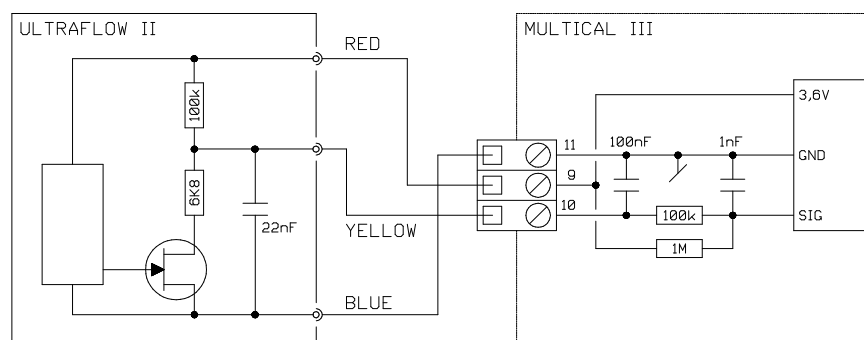 ULTRAFLOW II
MULTICAL III
RED
100k
3,6V
11
100nF
1nF
GND
9
6K8
10
22nF
YELLOW
100k
SIG
1M
BLUE